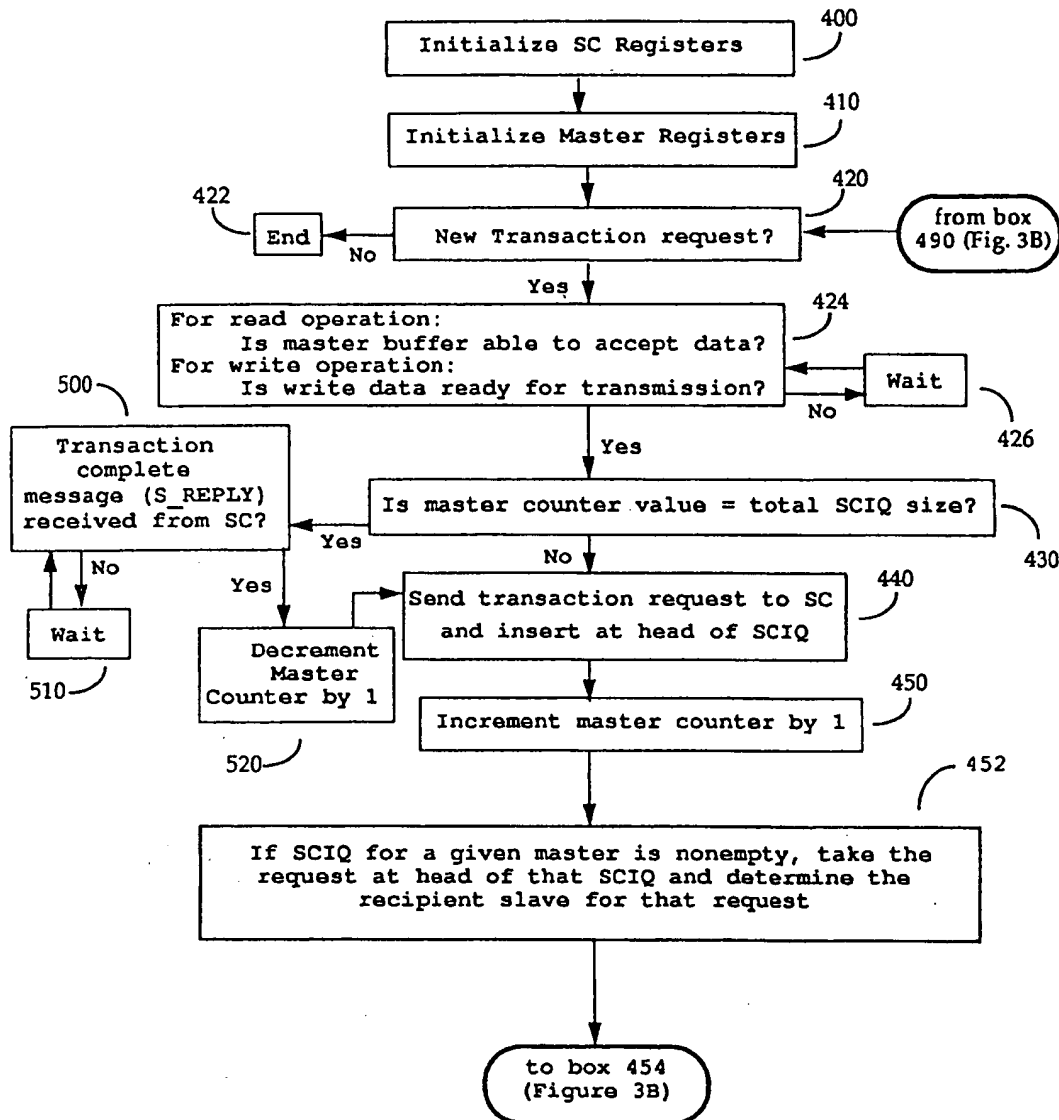 Initialize SC Registers
400
Initialize Master Registers
410
420
422
End
No
New Transaction request?
from box
490 (Fig. 3B)
Yes
For read operation:
Is master buffer able to accept data?
For write operation:
Is write data ready for transmission?
424
Wait
No
426
500
Transaction
complete
message (S_REPLY)
received from SC?
Yes
Is master counter value = total SCIQ size?
430
Yes
No
No
Yes
Wait
510
Decrement
Master
Counter by 1
520
Send transaction request to SC
and insert at head of SCIQ
440
Increment master counter by 1
450
452
If SCIQ for a given master is nonempty, take the
request at head of that SCIQ and determine the
recipient slave for that request
to box 454
(Figure 3B)